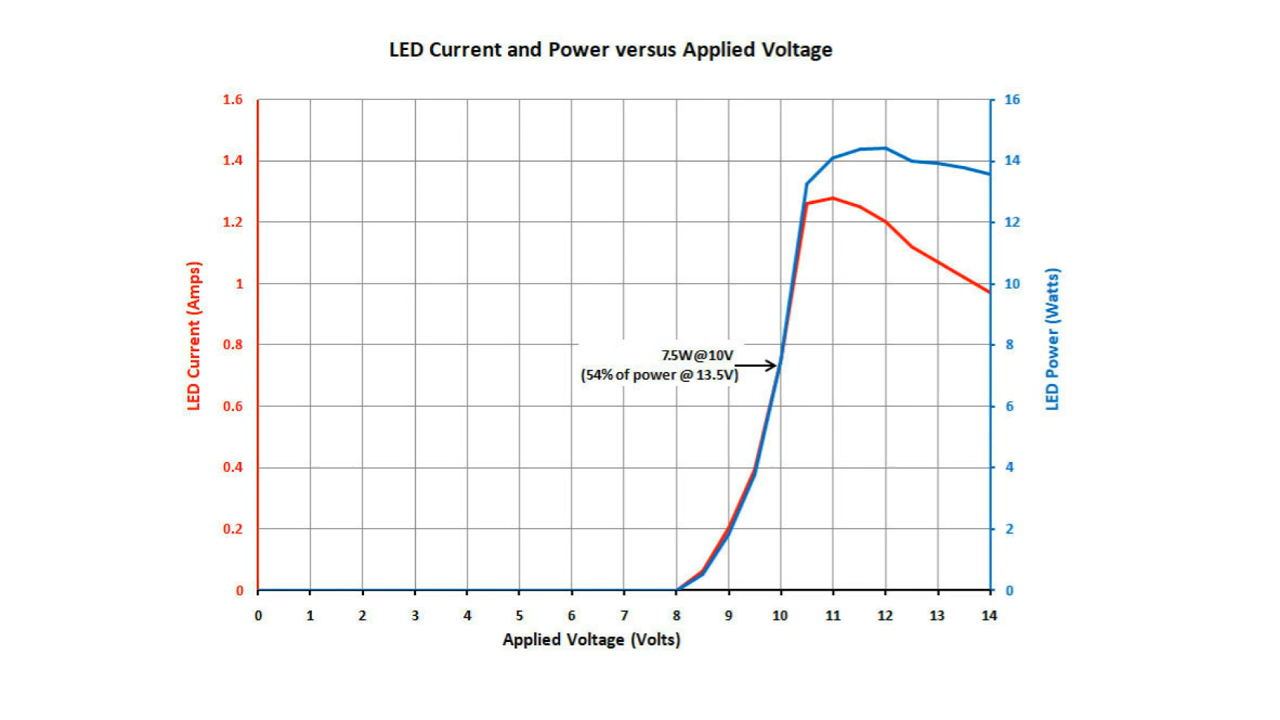 LED Current and Power versus Applied Voltage
1.6
1.4
1.2
1
0.8
0.6
0.4
0.2
0
LED Current (Amps)
7.5W@10V
(54% of power @ 13.5V)
16
14
12
10
8
6
4
2
0
LED Power (Watts)
0 1 2 3 4 5 6 7 8 9 10 11 12 13 14
Applied Voltage (Volts)